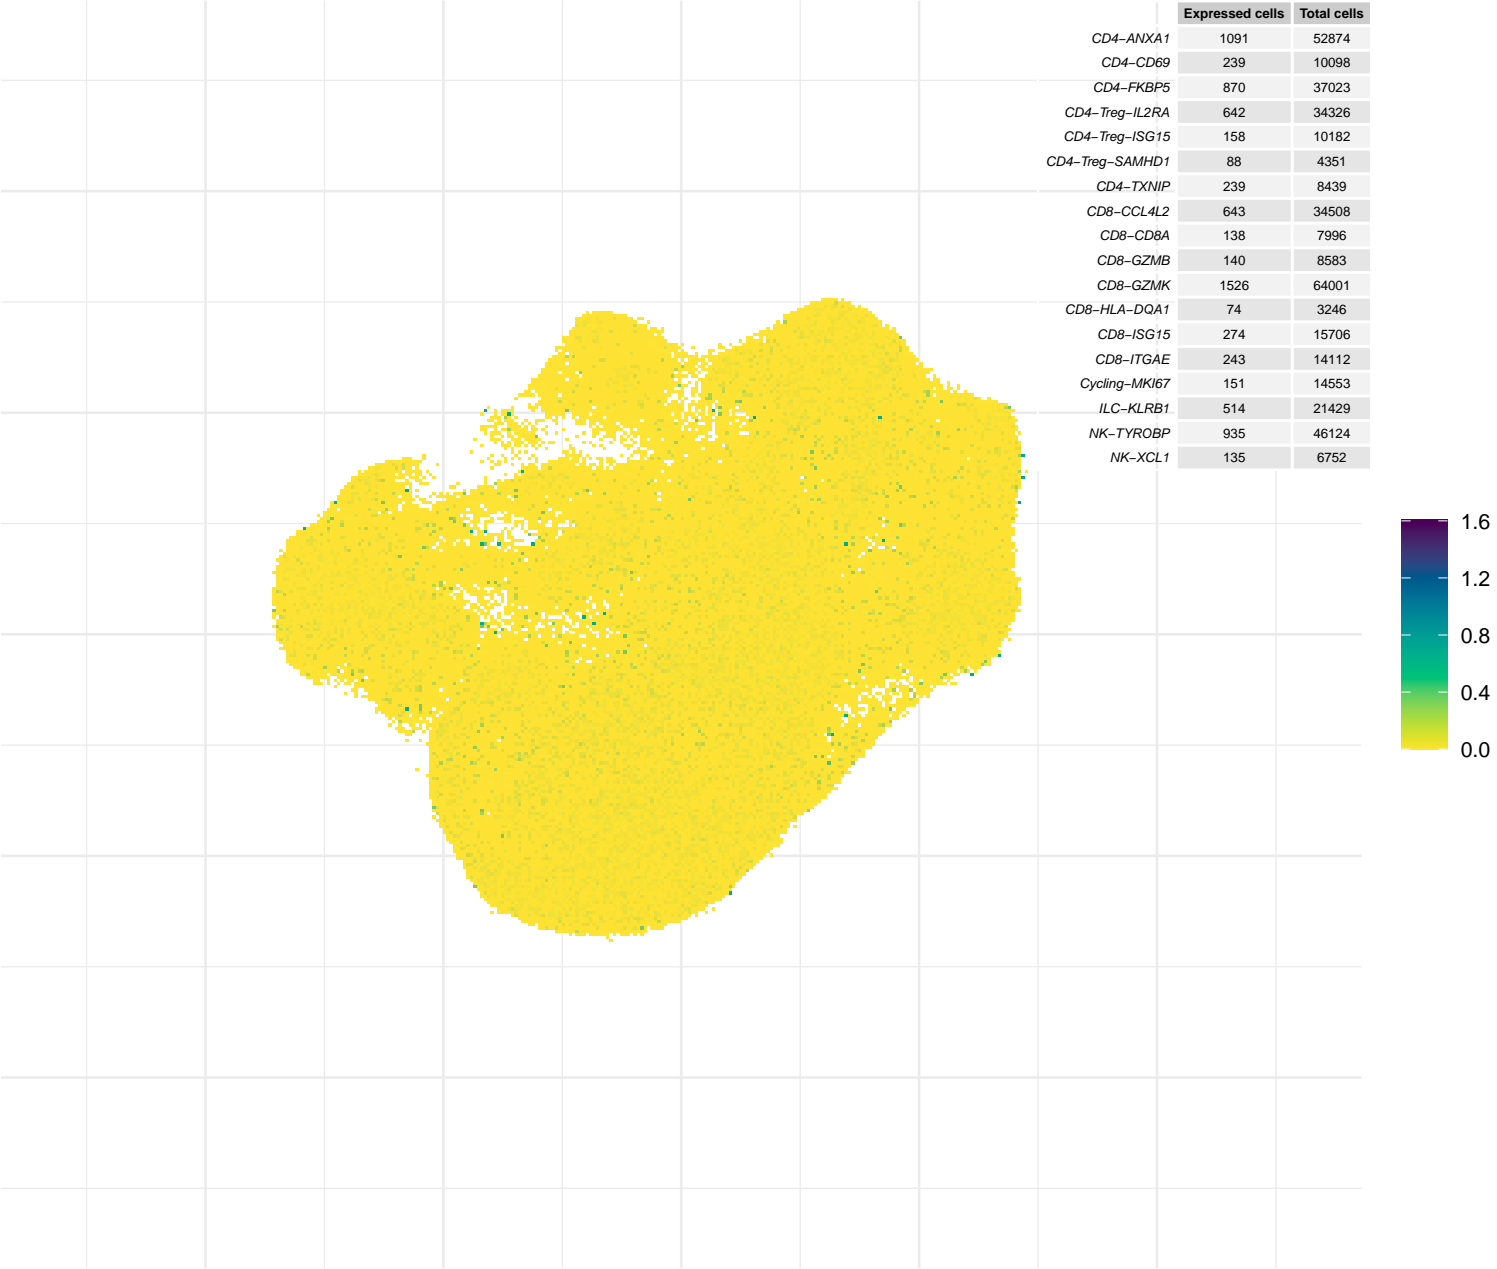 Expressed cells Total cells
CD4−ANXA1 1091 52874
CD4−CD69 239 10098
CD4−FKBP5 870 37023
CD4−Treg−IL2RA 642 34326
CD4−Treg−ISG15 158 10182
CD4−Treg−SAMHD1 88 4351
CD4−TXNIP 239 8439
CD8−CCL4L2 643 34508
CD8−CD8A 138 7996
CD8−GZMB 140 8583
CD8−GZMK 1526 64001
CD8−HLA−DQA1 74 3246
CD8−ISG15 274 15706
CD8−ITGAE 243 14112
Cycling−MKI67 151 14553
ILC−KLRB1 514 21429
NK−TYROBP 935 46124
NK−XCL1 135 6752
1.6
1.2
0.8
0.4
0.0